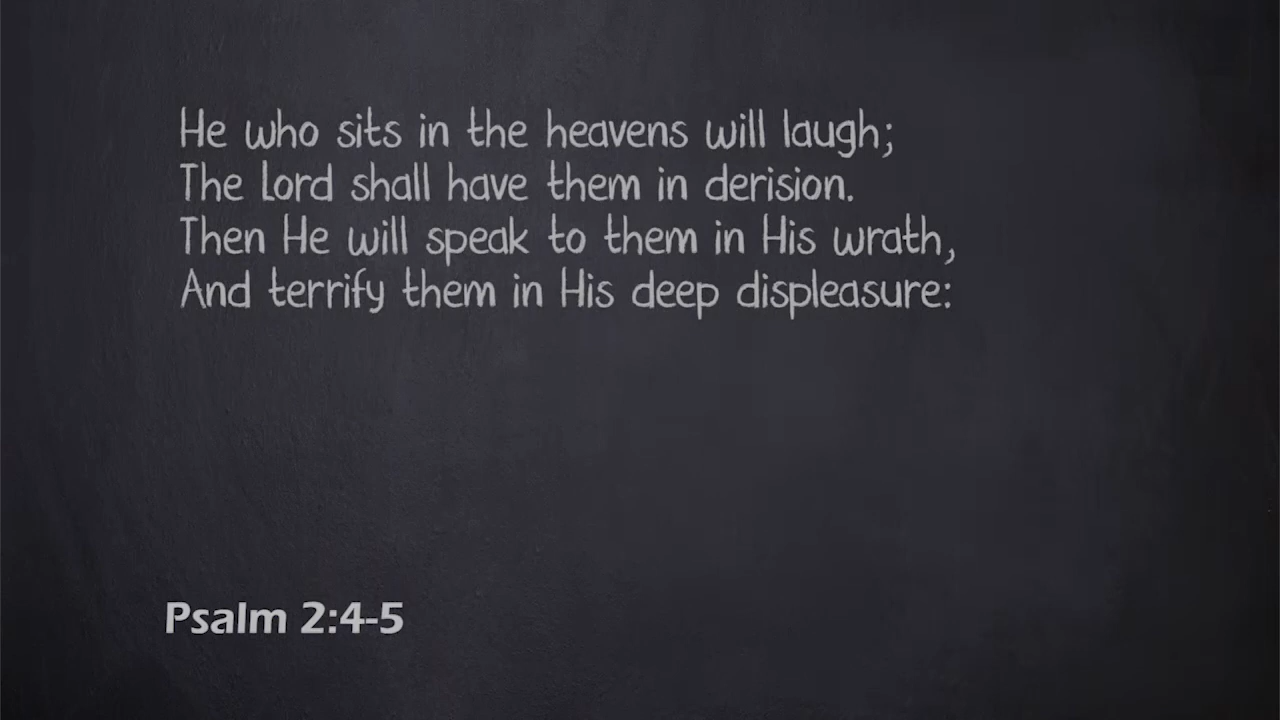 He who sits in the heavens will laugh;
The Lord shall have them in derision.
Then He will speak to them in His wrath,
And terrify them in His deep displeasure:
Psalm 2:4-5